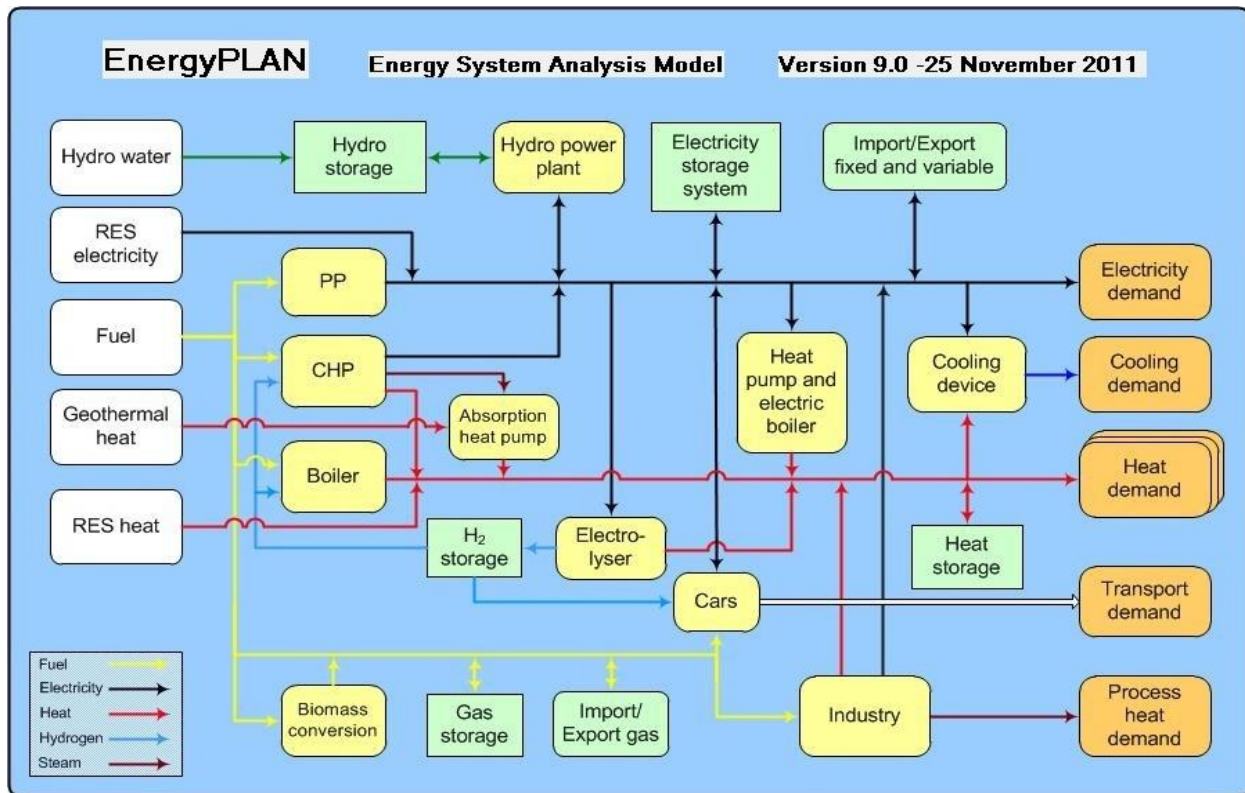 EnergyPLAN Energy System Analysis Model Version 9.0 -25 November 2011
Hydro water
Hydro
storage
Hydro power
plant
Electricity
storage
system
Import/Export
fixed and variable
RES
electricity
PP
Electricity
demand
Fuel
CHP
Heat
pump and
electric
boiler
Cooling
device
Cooling
demand
Geothermal
heat
Absorption
heat pump
Boiler
Heat
demand
RES heat
H₂
storage
Electro-
lyser
Heat
storage
Cars
Transport
demand
Fuel
Electricity
Heat
Hydrogen
Steam
Biomass
conversion
Gas
storage
Import/
Export gas
Industry
Process
heat
demand